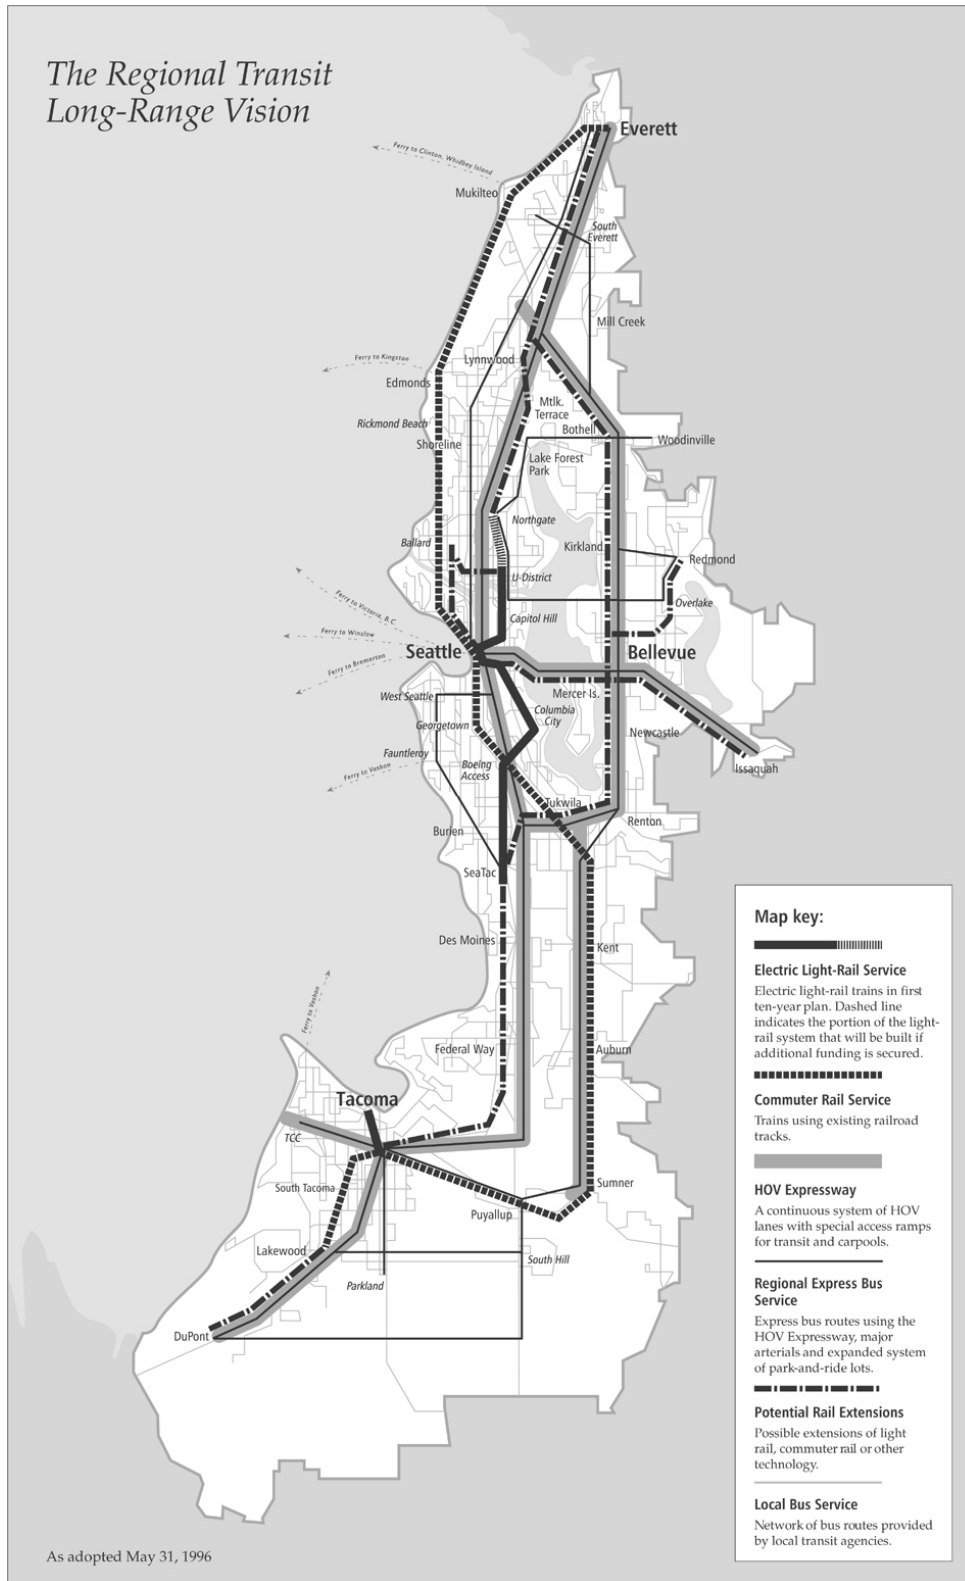 The Regional Transit
Long-Range Vision
Everett
Ferry to Clinton, Whidbey Island
Mukilteo
South
Everett
Mill Creek
Ferry to Kingston
Lynnwood
Edmonds
Mtlk.
Terrace
Rickmond Beach
Bothell
Shoreline
Woodinville
Lake Forest
Park
Northgate
Ballard
Kirkland
Redmond
U-District
Ferry to Victoria, B.C.
Overlake
Capitol Hill
Ferry to Winslow
Seattle
Bellevue
Ferry to Bremerton
West Seattle
Mercer Is.
Columbia
City
Georgetown
Newcastle
Fauntleroy
Boeing
Access
Issaquah
Ferry to Vashon
Tukwila
Burien
Renton
SeaTac
Des Moines
Kent
Ferry to Vashon
Federal Way
Auburn
Tacoma
TCC
South Tacoma
Sumner
Puyallup
Lakewood
South Hill
Parkland
DuPont
Map key:
Electric Light-Rail Service
Electric light-rail trains in first
ten-year plan. Dashed line
indicates the portion of the light-
rail system that will be built if
additional funding is secured.
Commuter Rail Service
Trains using existing railroad
tracks.
HOV Expressway
A continuous system of HOV
lanes with special access ramps
for transit and carpools.
Regional Express Bus
Service
Express bus routes using the
HOV Expressway, major
arterials and expanded system
of park-and-ride lots.
Potential Rail Extensions
Possible extensions of light
rail, commuter rail or other
technology.
Local Bus Service
Network of bus routes provided
by local transit agencies.
As adopted May 31, 1996